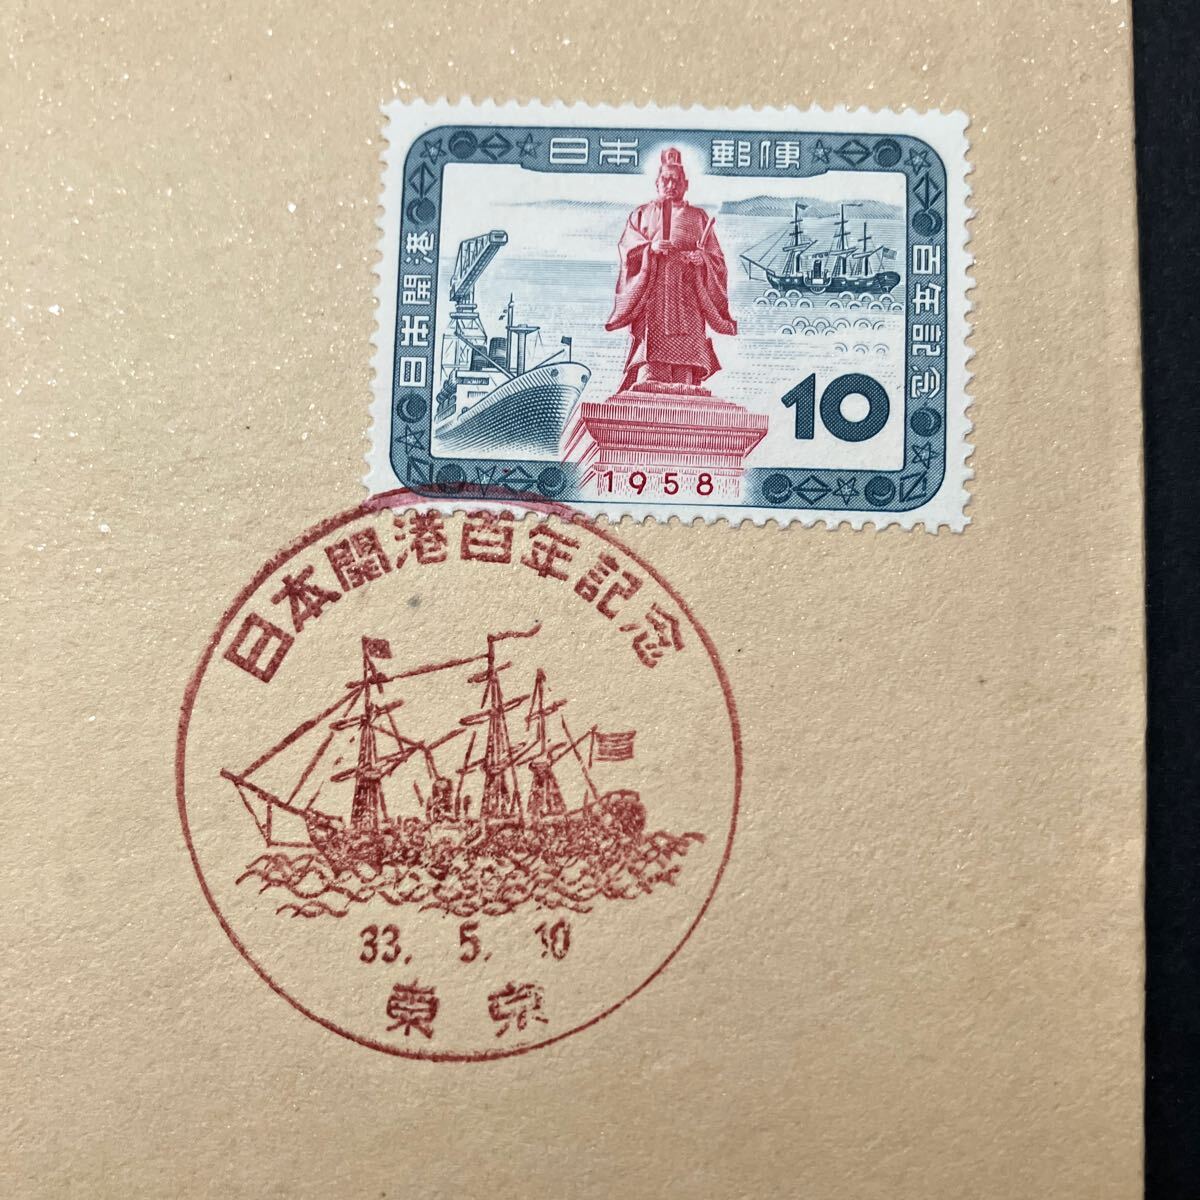 日本 郵便
日本開港
百年記念
10
1958
日本開港百年記念
33. 5. 10
東京